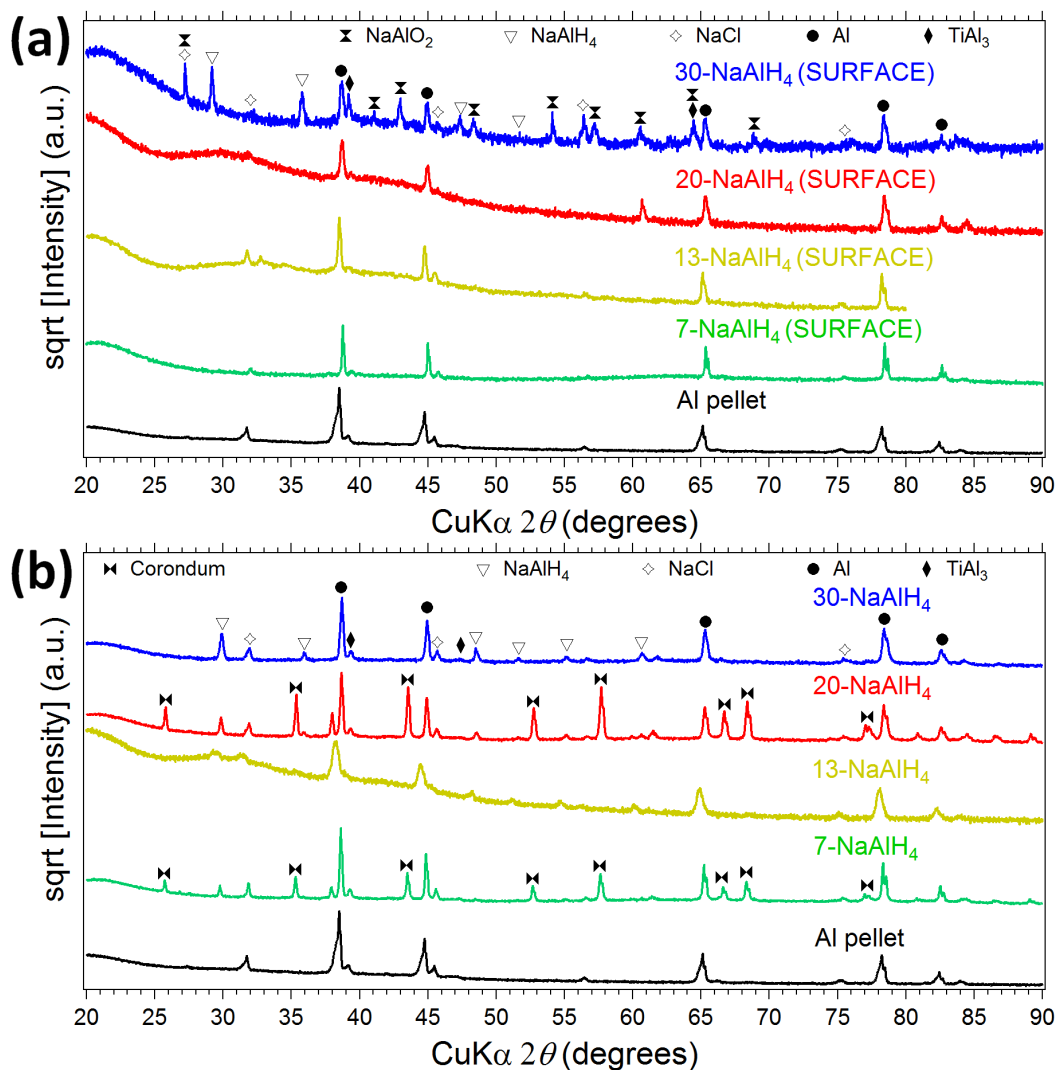 (a)
NaAlO₂ NaAlH₄ NaCl Al TiAl₃
30-NaAlH₄ (SURFACE)
20-NaAlH₄ (SURFACE)
13-NaAlH₄ (SURFACE)
7-NaAlH₄ (SURFACE)
Al pellet
sqrt [Intensity] (a.u.)
20 25 30 35 40 45 50 55 60 65 70 75 80 85 90
CuKα 2θ (degrees)
(b)
Corondum NaAlH₄ NaCl Al TiAl₃
30-NaAlH₄
20-NaAlH₄
13-NaAlH₄
7-NaAlH₄
Al pellet
sqrt [Intensity] (a.u.)
20 25 30 35 40 45 50 55 60 65 70 75 80 85 90
CuKα 2θ (degrees)